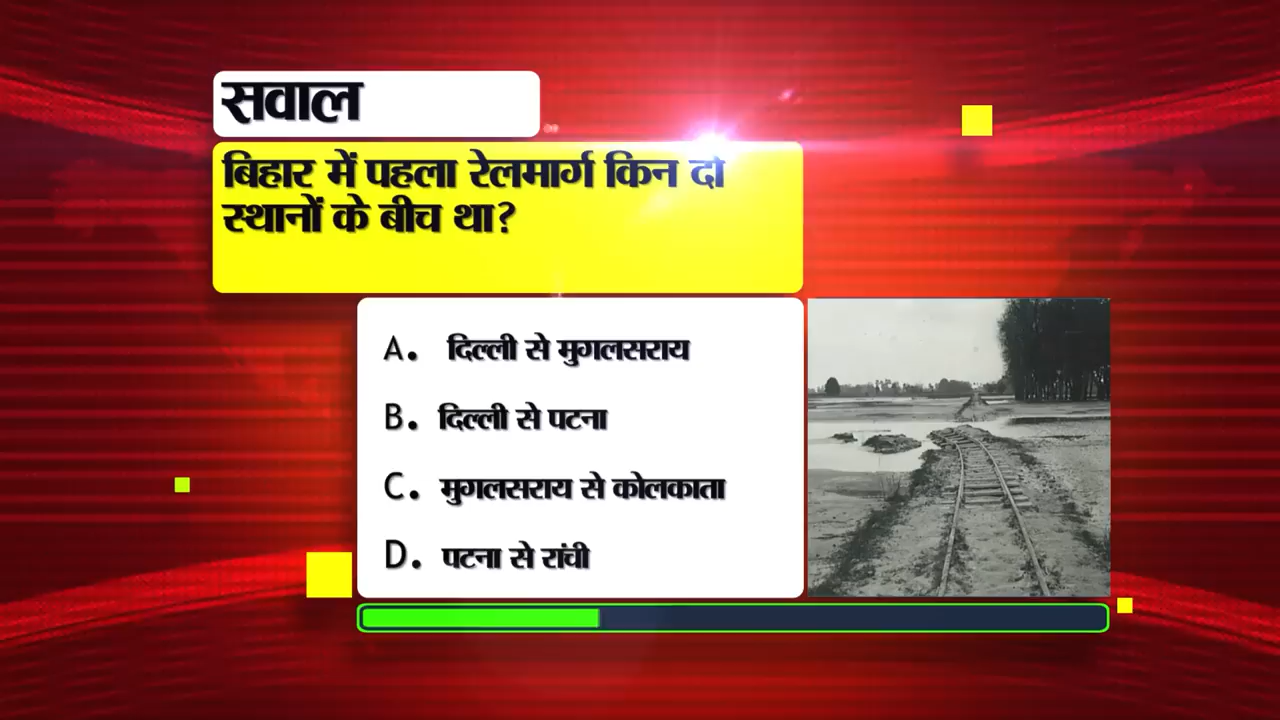 सवाल
बिहार में पहला रेलमार्ग किन दो
स्थानों के बीच था?
A. दिल्ली से मुगलसराय
B. दिल्ली से पटना
C. मुगलसराय से कोलकाता
D. पटना से रांची